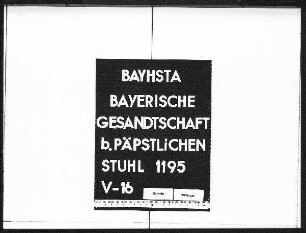 BAYHSTA
BAYERISCHE
GESANDTSCHAFT
b. PÄPSTLiCHEN
STUHL 1195
V-16